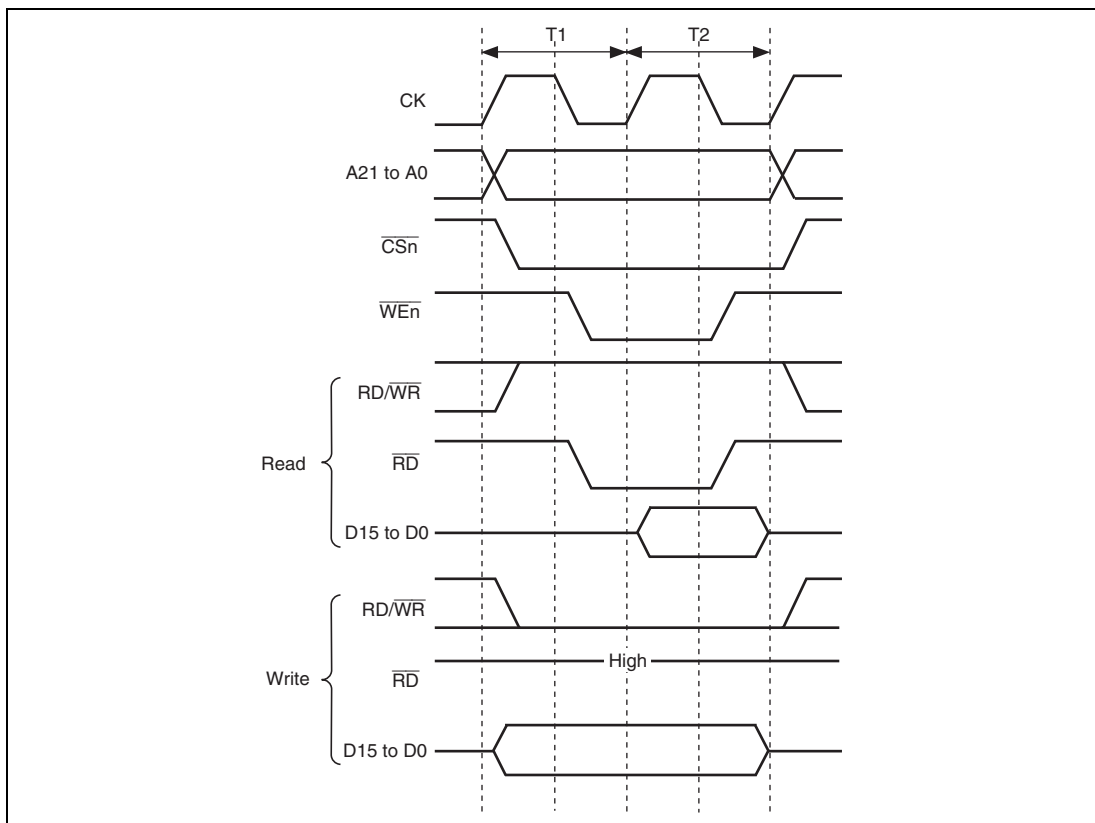 T1 T2
CK
A21 to A0
CSn
WEn
RD/WR
Read RD
D15 to D0
RD/WR
High
Write RD
D15 to D0